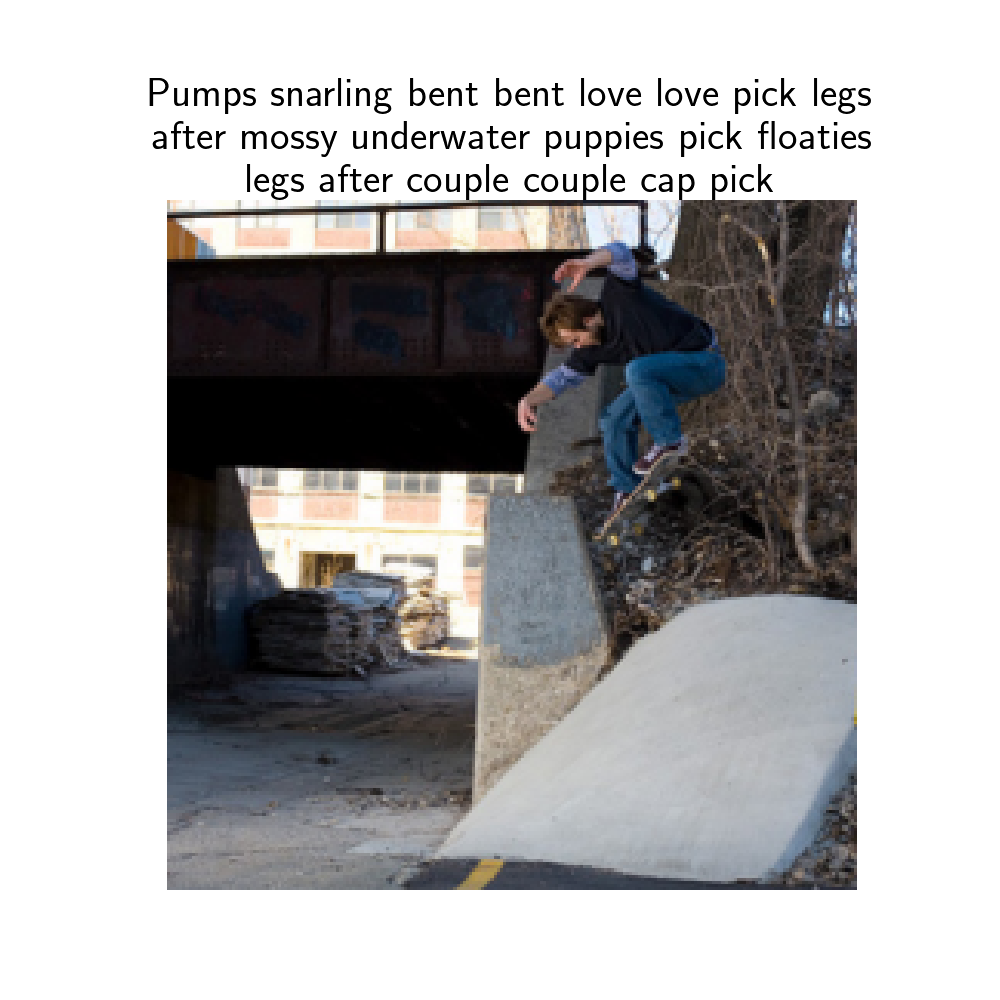 Pumps snarling bent bent love love pick legs
after mossy underwater puppies pick floaties
legs after couple couple cap pick